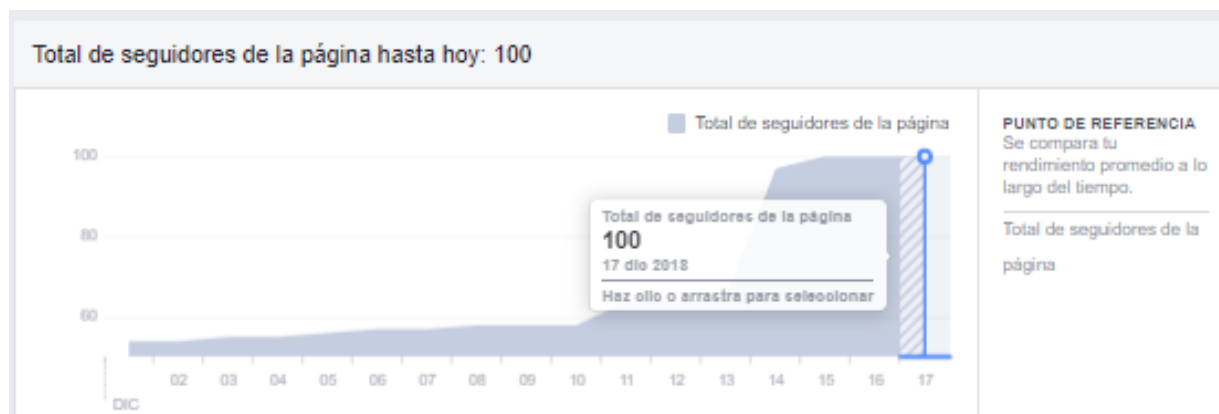 Total de seguidores de la página hasta hoy: 100
Total de seguidores de la página
100
80
60
Total de seguidores de la página
100
17 dic 2018
Haz clic o arrastra para seleccionar
02 03 04 05 06 07 08 09 10 11 12 13 14 15 16 17
DIC
PUNTO DE REFERENCIA
Se compara tu
rendimiento promedio a lo
largo del tiempo.
Total de seguidores de la
página